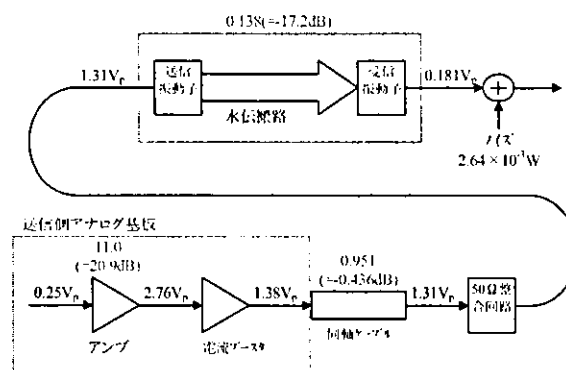 0.138(=-17.2dB)
1.31Vp
送信
振動子
受信
振動子
0.181Vp
水伝搬路
ノイズ
2.64×10⁻³W
送信側アナログ基板
11.0
(=20.9dB)
0.25Vp
2.76Vp
1.38Vp
アンプ
電流ブースタ
0.951
(=-0.436dB)
1.31Vp
同軸ケーブル
50Ω整
合回路